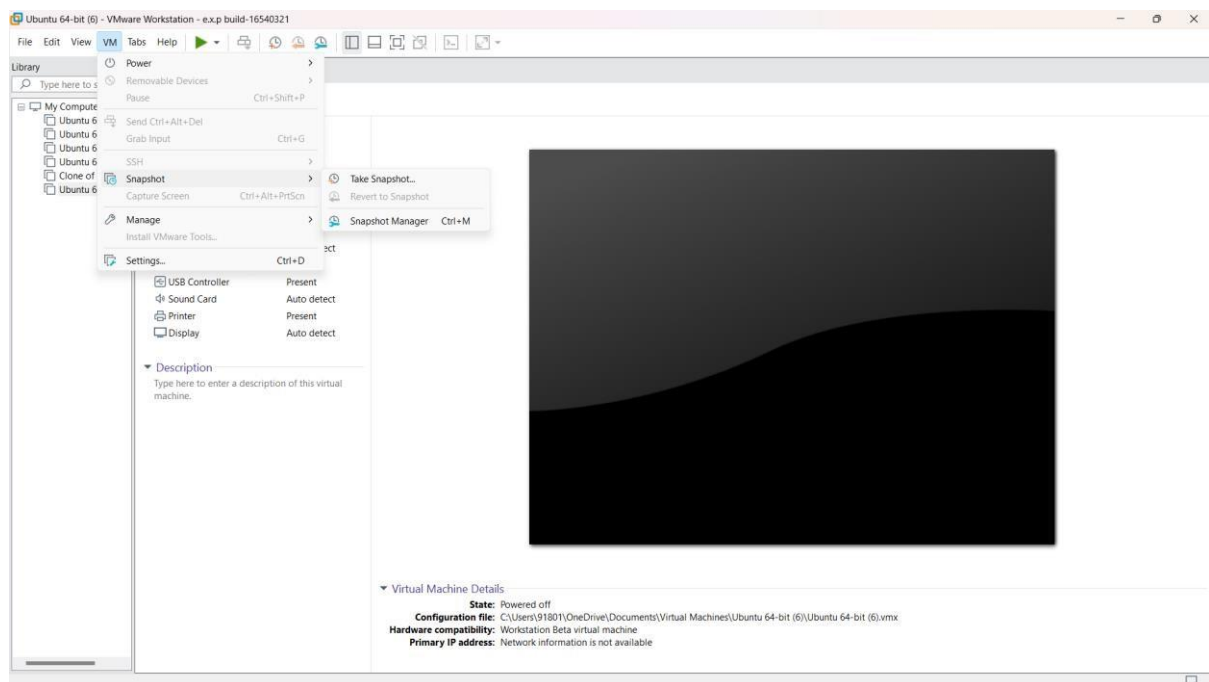 Ubuntu 64-bit (6) - VMware Workstation - e.x.p build-16540321
File Edit View VM Tabs Help
Library
Type here to s
My Compute
Ubuntu 6
Ubuntu 6
Ubuntu 6
Ubuntu 6
Clone of
Ubuntu 6
Power
Removable Devices
Pause Ctrl+Shift+P
Send Ctrl+Alt+Del
Grab Input Ctrl+G
SSH
Snapshot
Capture Screen Ctrl+Alt+PrtScn
Manage
Install VMware Tools...
Settings... Ctrl+D
Take Snapshot...
Revert to Snapshot
Snapshot Manager Ctrl+M
ect
USB Controller Present
Sound Card Auto detect
Printer Present
Display Auto detect
Description
Type here to enter a description of this virtual
machine.
Virtual Machine Details
State: Powered off
Configuration file: C:\Users\91801\OneDrive\Documents\Virtual Machines\Ubuntu 64-bit (6)\Ubuntu 64-bit (6).vmx
Hardware compatibility: Workstation Beta virtual machine
Primary IP address: Network information is not available